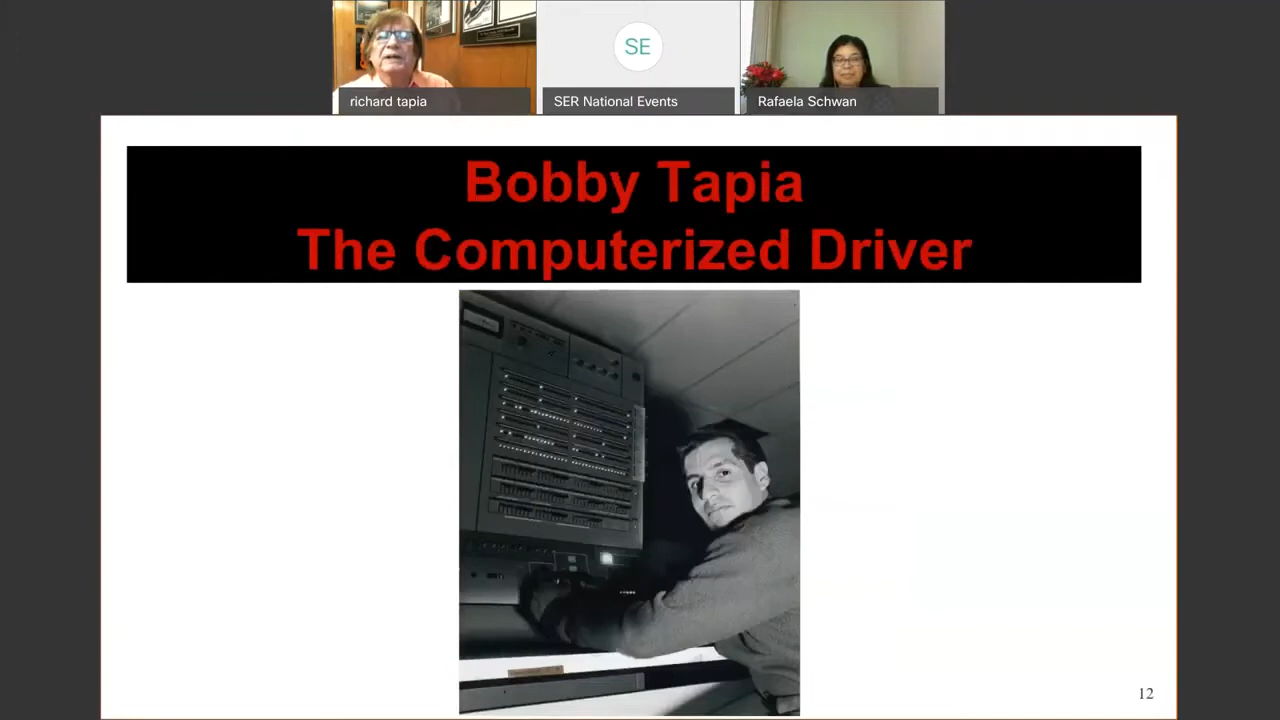 richard tapia
SE
SER National Events
Rafaela Schwan
Bobby Tapia
The Computerized Driver
12